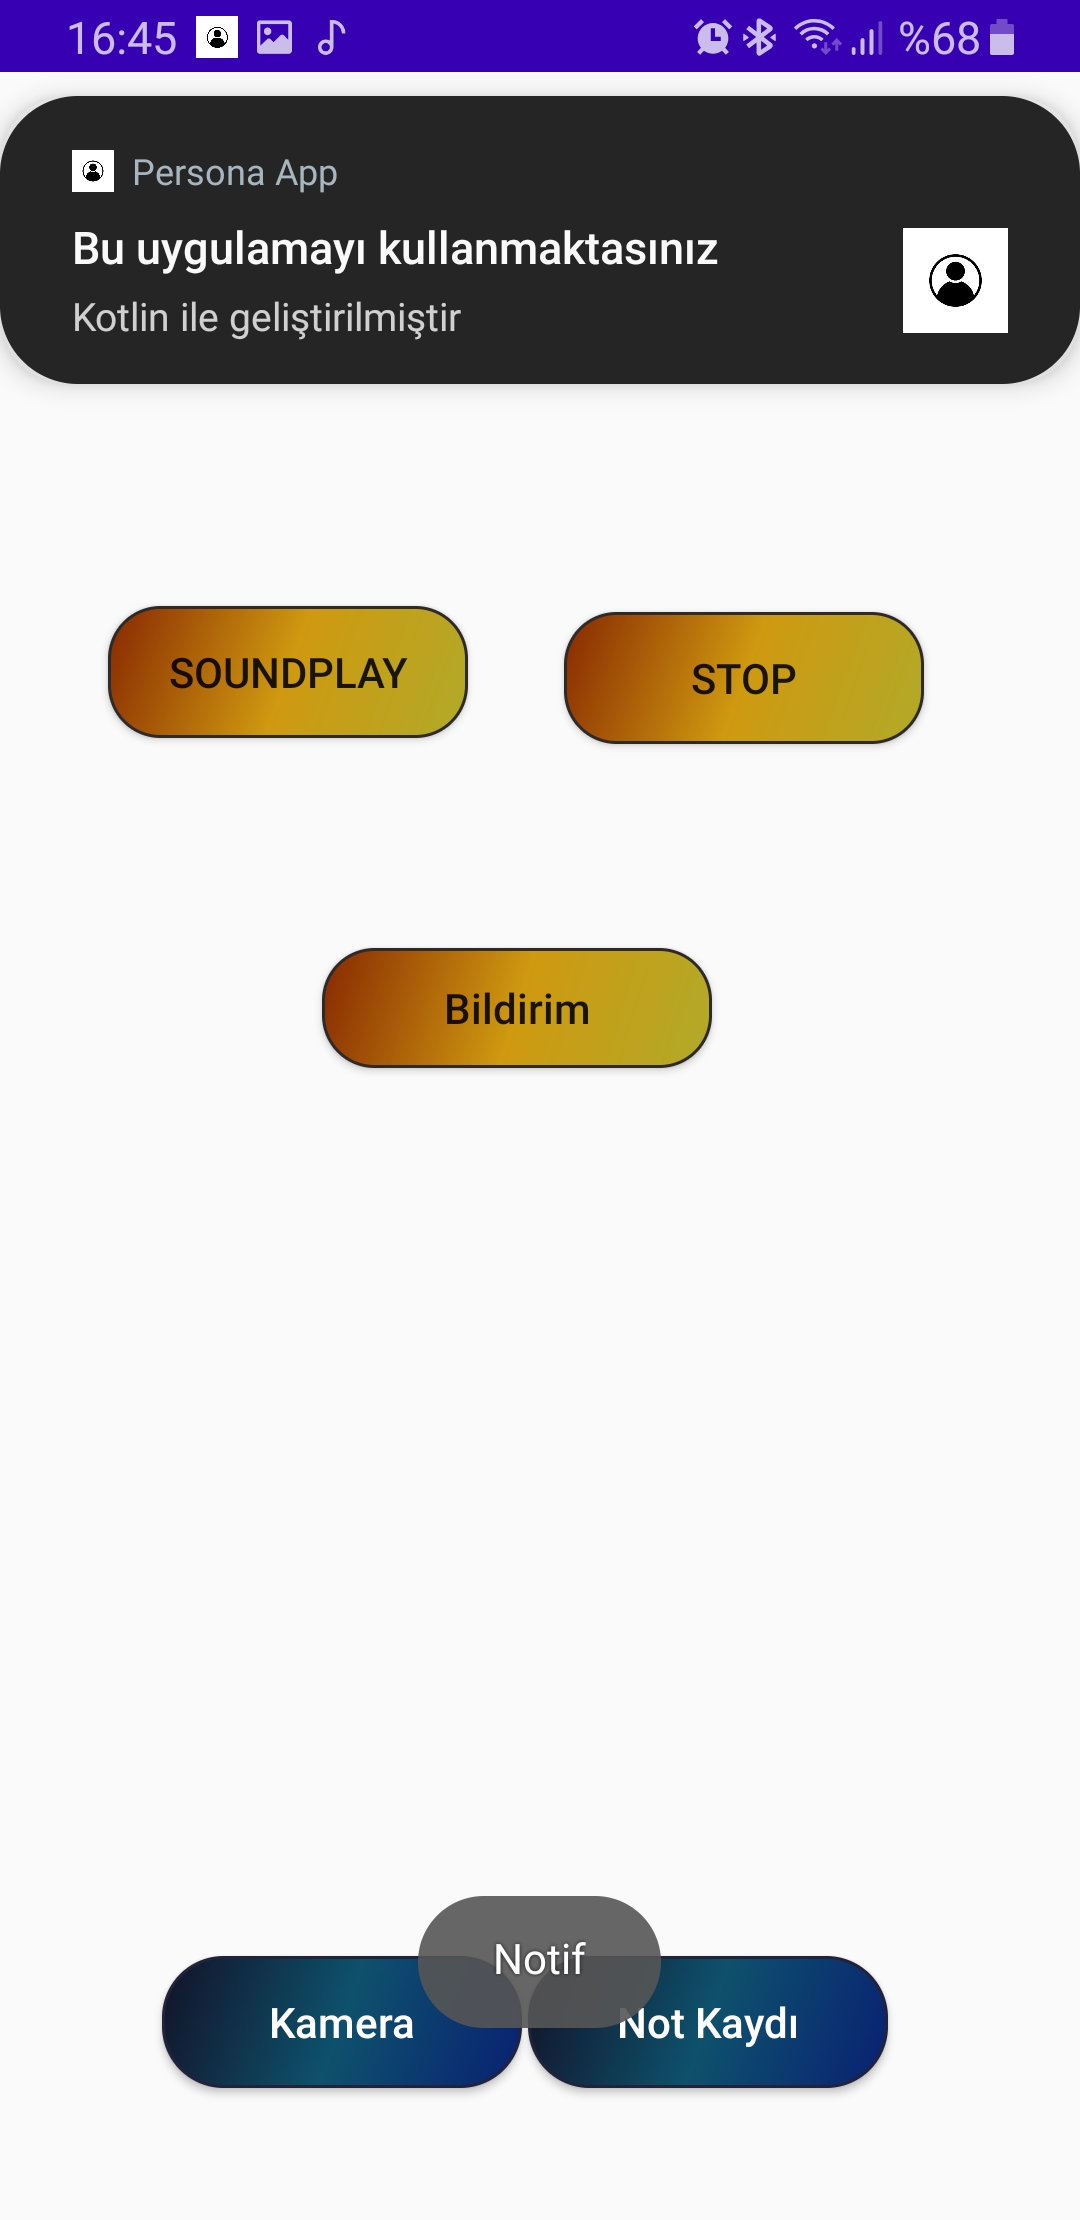 16:45 %68
Persona App
Bu uygulamayı kullanmaktasınız
Kotlin ile geliştirilmiştir
SOUNDPLAY
STOP
Bildirim
Notif
Kamera
Not Kaydı